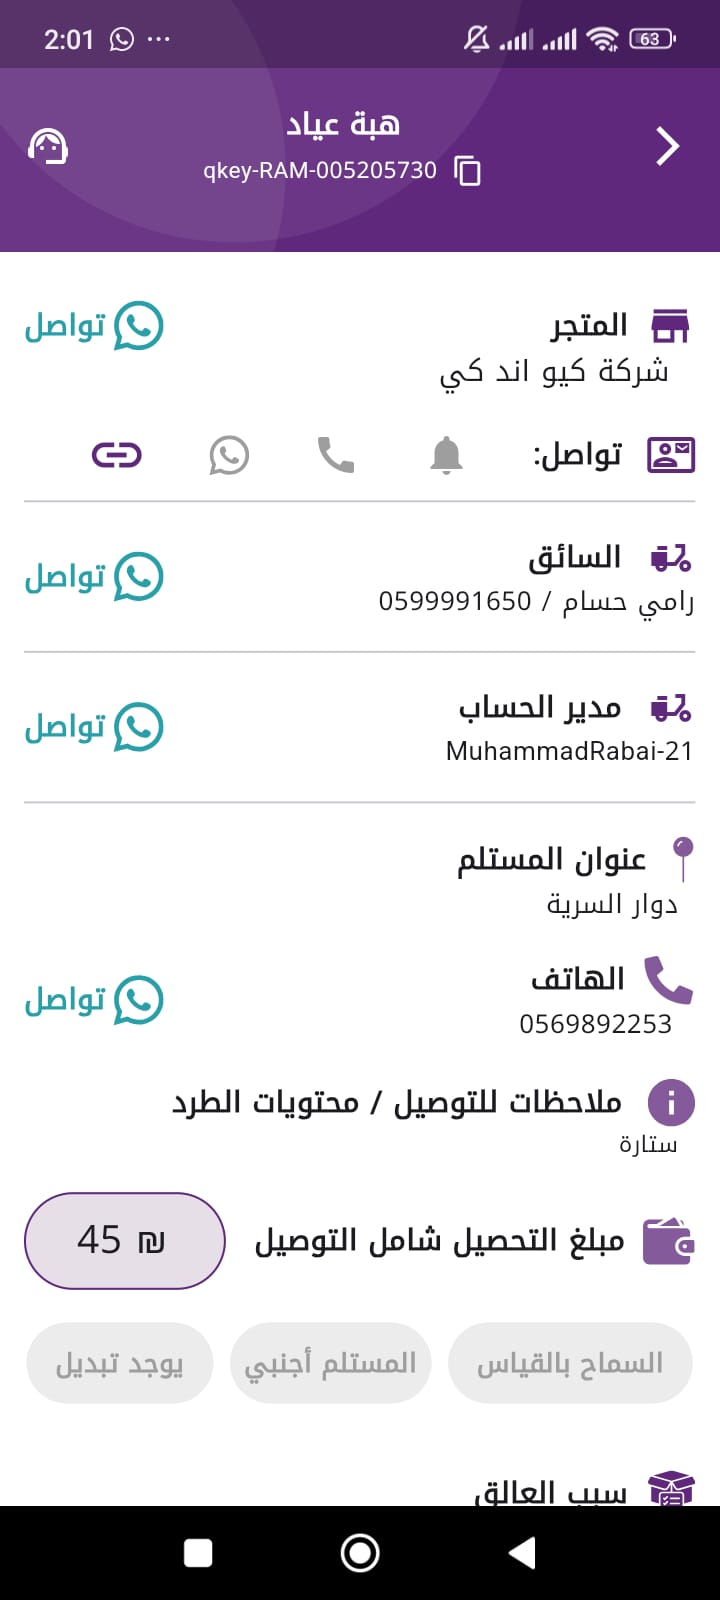 2:01
63
هبة عياد
qkey-RAM-005205730
المتجر
تواصل
شركة كيو اند كي
تواصل:
السائق
تواصل
رامي حسام / 0599991650
مدير الحساب
تواصل
MuhammadRabai-21
عنوان المستلم
دوار السرية
الهاتف
تواصل
0569892253
ملاحظات للتوصيل / محتويات الطرد
ستارة
مبلغ التحصيل شامل التوصيل
45 ₪
السماح بالقياس
المستلم أجنبي
يوجد تبديل
سبب العالق